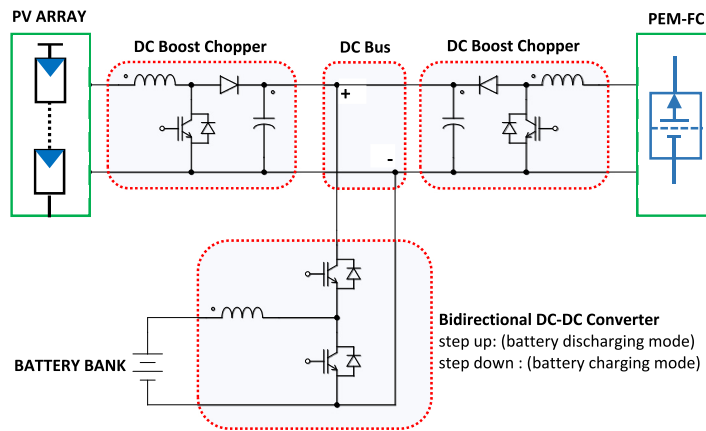 PV ARRAY
PEM-FC
DC Boost Chopper
DC Bus
DC Boost Chopper
+
-
Bidirectional DC-DC Converter
step up: (battery discharging mode)
step down : (battery charging mode)
BATTERY BANK